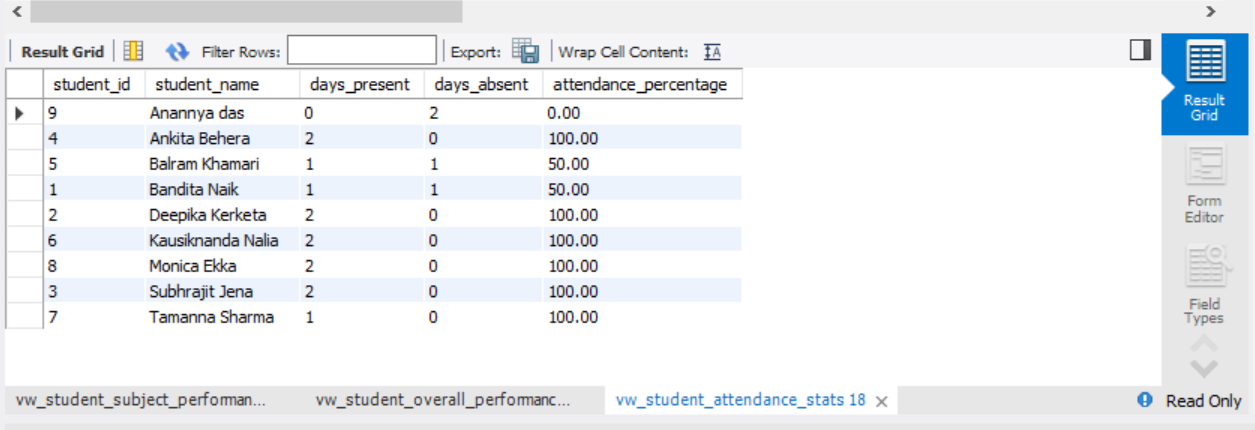 Result Grid Filter Rows: Export: Wrap Cell Content: IA
student_id student_name days_present days_absent attendance_percentage
9 Anannya das 0 2 0.00
4 Ankita Behera 2 0 100.00
5 Balram Khamari 1 1 50.00
1 Bandita Naik 1 1 50.00
2 Deepika Kerketa 2 0 100.00
6 Kausiknanda Nalia 2 0 100.00
8 Monica Ekka 2 0 100.00
3 Subhrajit Jena 2 0 100.00
7 Tamanna Sharma 1 0 100.00
Result
Grid
Form
Editor
Field
Types
vw_student_subject_performan... vw_student_overall_performanc... vw_student_attendance_stats 18 Read Only